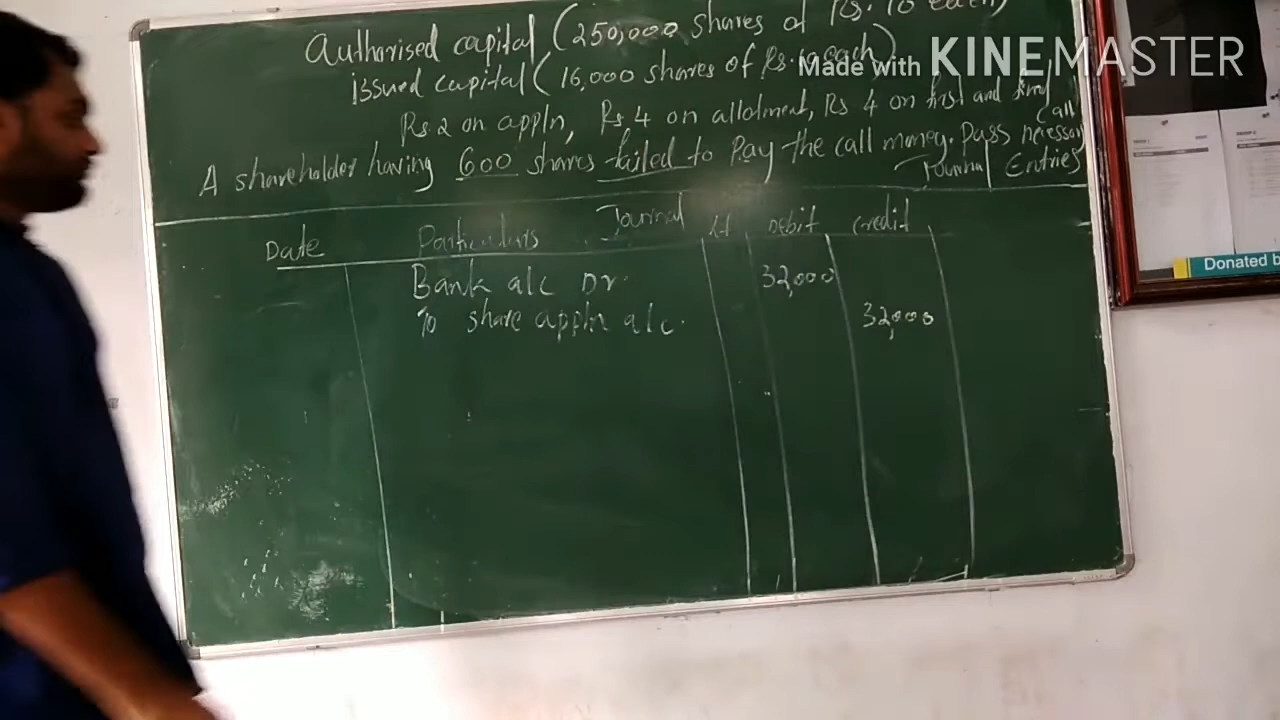 Authorised capital (250,000 shares of Rs. 10 each)
Made with KINEMASTER
issued capital (16,000 shares of Rs. 10 each)
Rs. 2 on appln, Rs. 4 on allotment, Rs 4 on first and final call
A shareholder having 600 shares failed to pay the call money. Pass necessary
Journal Entries
Journal
Date Particulars Debit Credit
Bank a/c Dr. 32,000
To share appln a/c. 32,000
Donated b